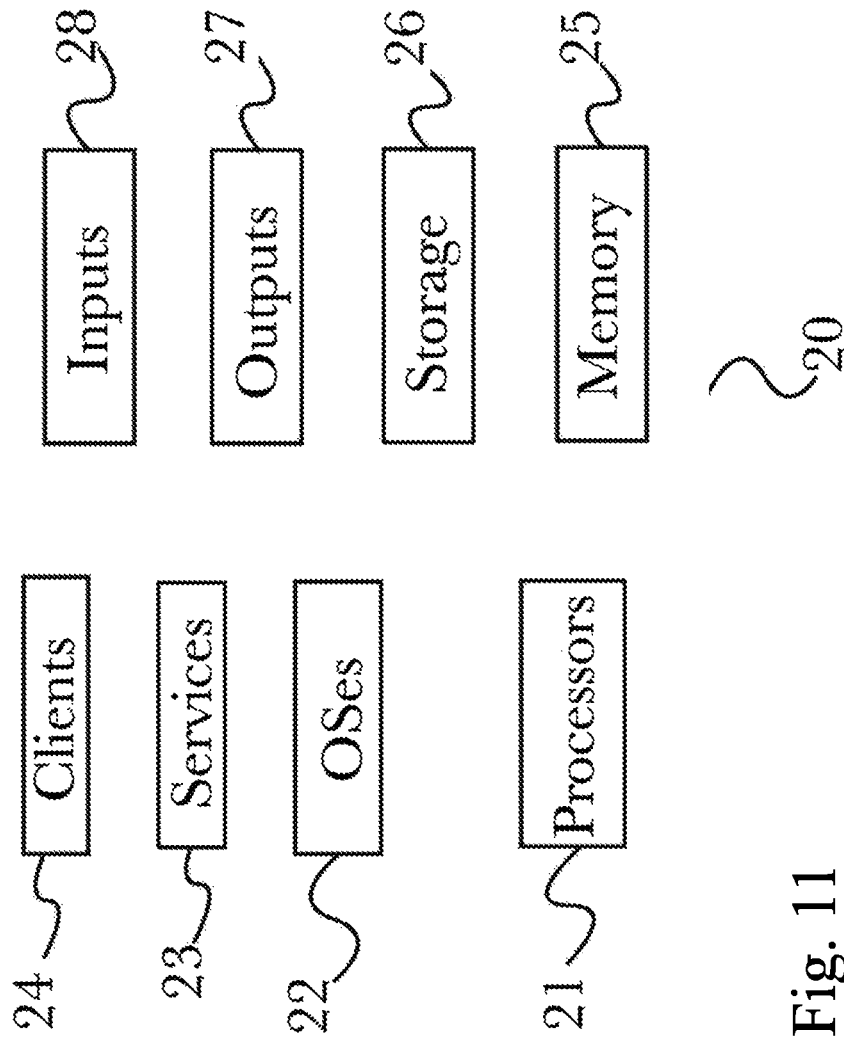 24 Clients
Inputs 28
23 Services
Outputs 27
22 OSes
Storage 26
21 Processors
Memory 25
Fig. 11
20